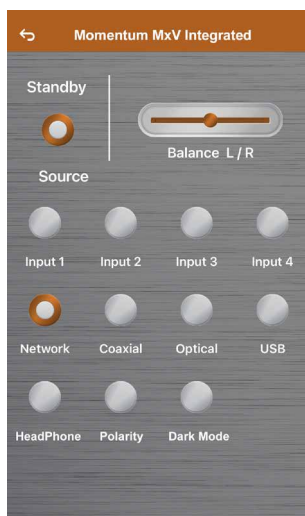 Momentum MxV Integrated
Standby
Balance L / R
Source
Input 1 Input 2 Input 3 Input 4
Network Coaxial Optical USB
HeadPhone Polarity Dark Mode